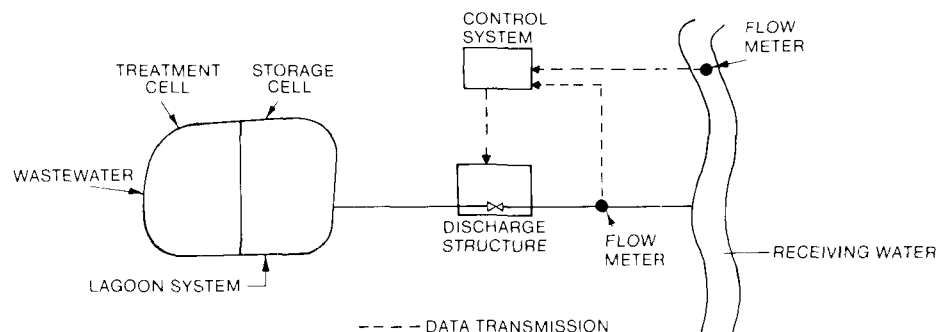 CONTROL
SYSTEM
FLOW
METER
TREATMENT
CELL
STORAGE
CELL
WASTEWATER
DISCHARGE
STRUCTURE
FLOW
METER
RECEIVING WATER
LAGOON SYSTEM
DATA TRANSMISSION